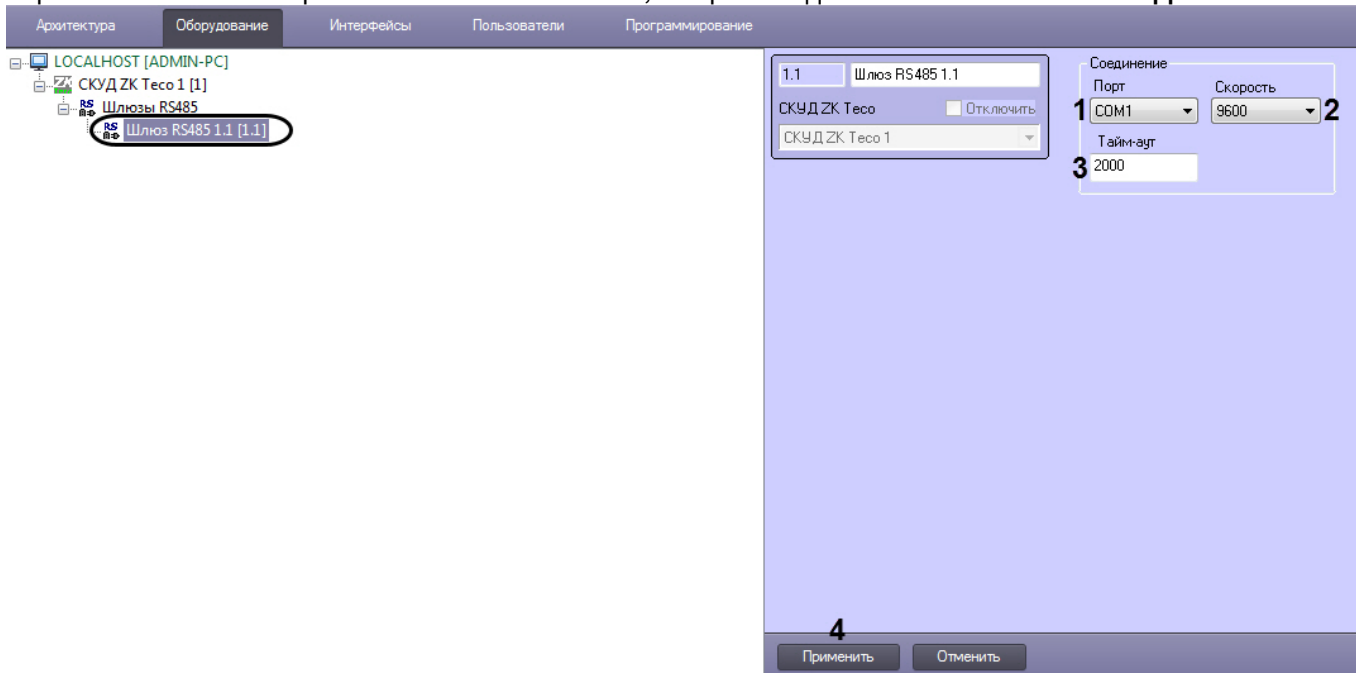 Архитектура Оборудование Интерфейсы Пользователи Программирование
LOCALHOST [ADMIN-PC]
СКУД ZK Teco 1 [1]
Шлюзы RS485
Шлюз RS485 1.1 [1.1]
1.1 Шлюз RS485 1.1
СКУД ZK Teco Отключить
СКУД ZK Teco 1
Соединение
Порт Скорость
1 COM1 9600 2
Тайм-аут
3 2000
4
Применить Отменить